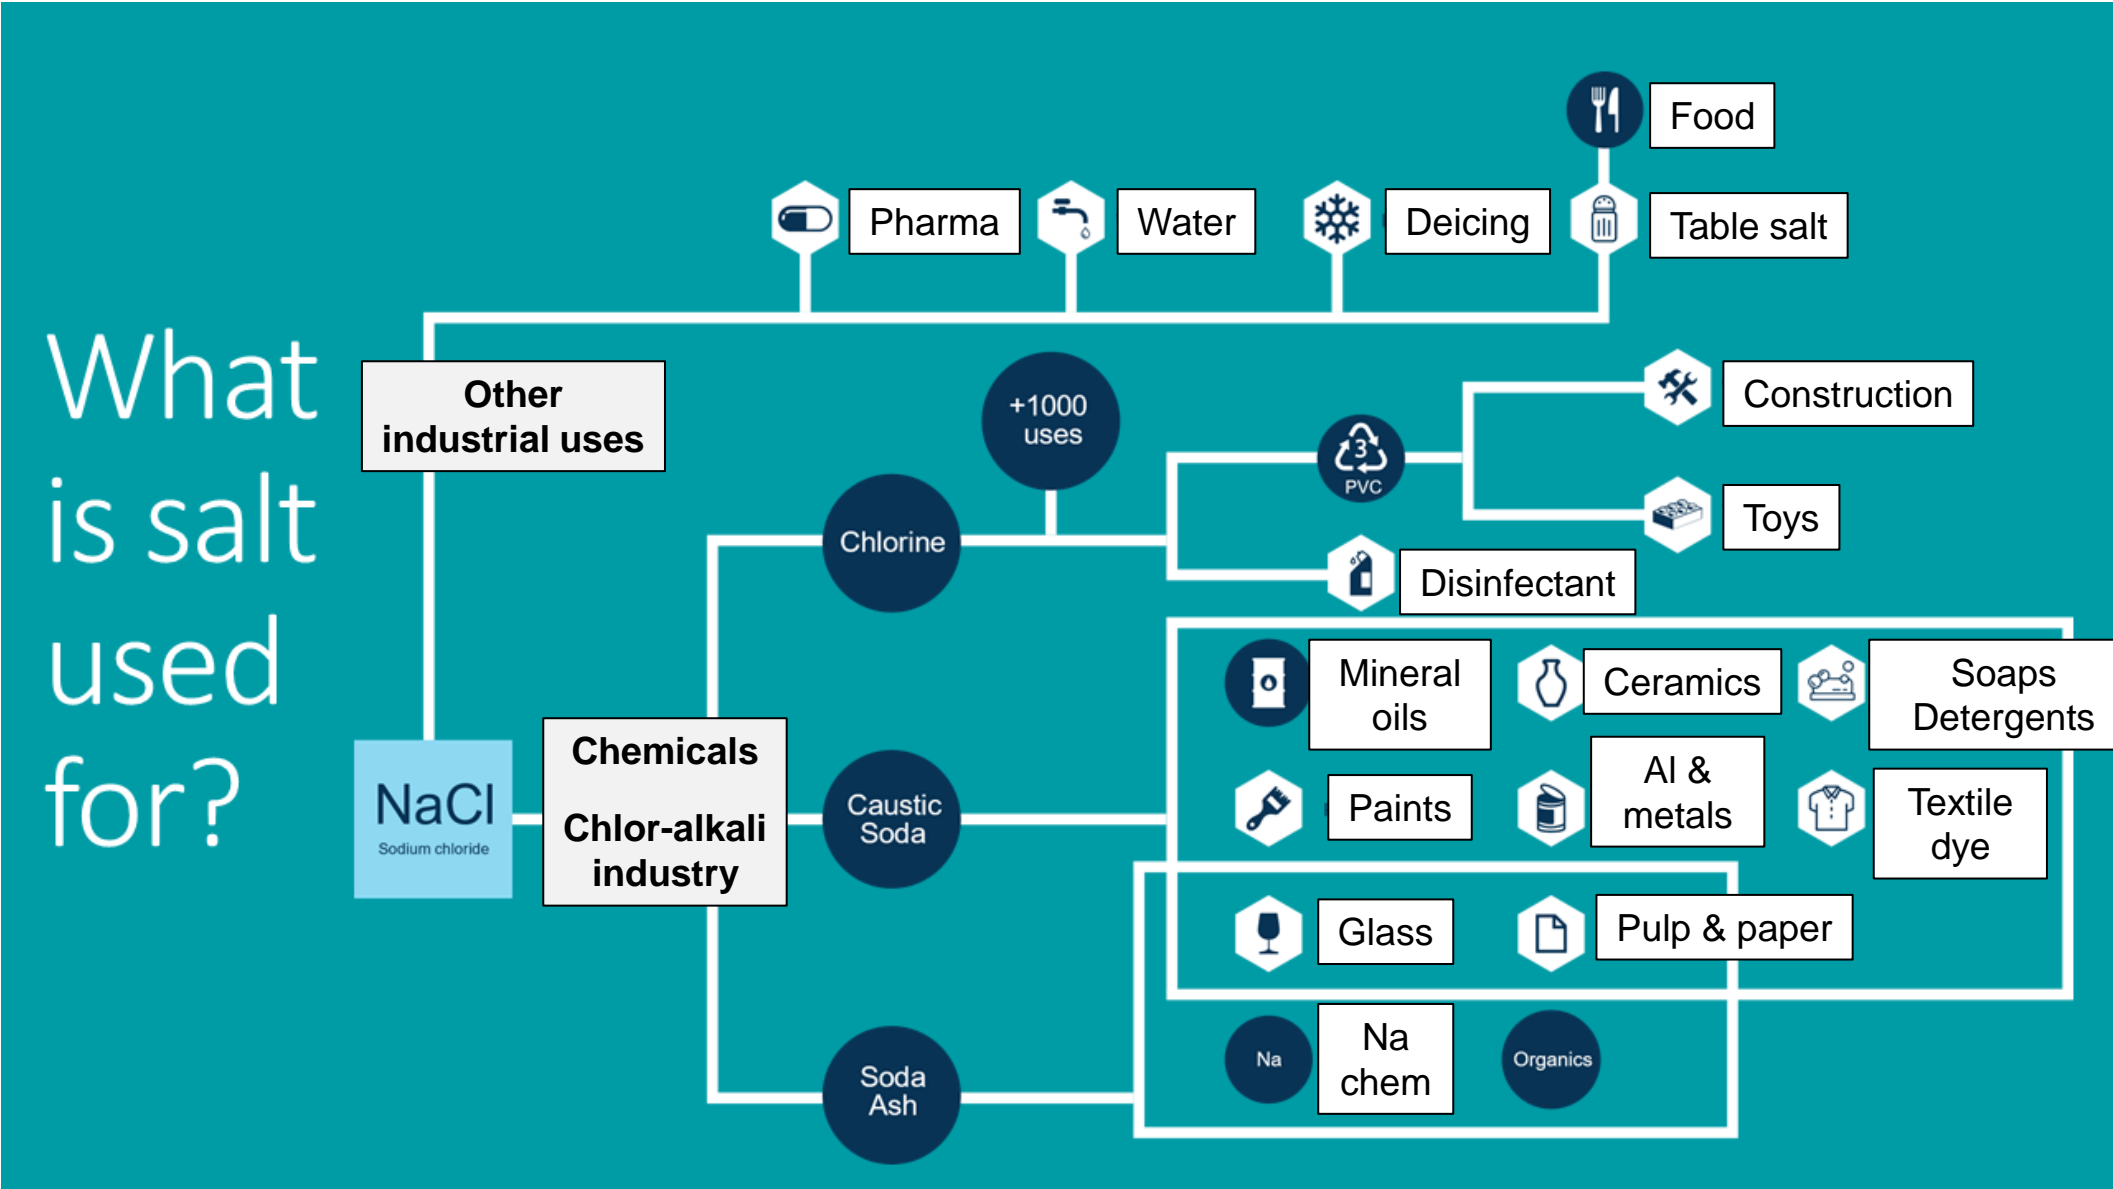 What
is salt
used
for?
Food
Pharma
Water
Deicing
Table salt
Other
industrial uses
+1000
uses
Construction
3
PVC
Toys
Chlorine
Disinfectant
Mineral
oils
Ceramics
Soaps
Detergents
NaCl
Sodium chloride
Chemicals
Chlor-alkali
industry
Caustic
Soda
Paints
Al &
metals
Textile
dye
Glass
Pulp & paper
Soda
Ash
Na
Na
chem
Organics